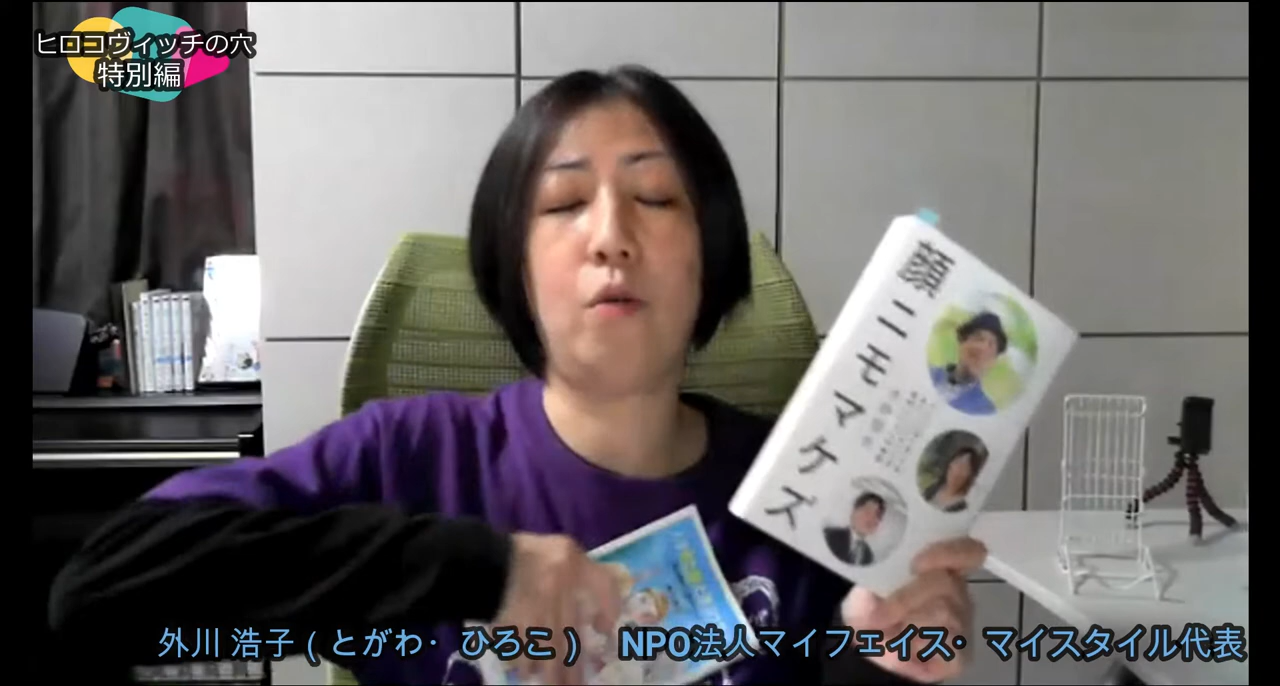 ヒロコヴィッチの穴
特別編
顔ニモマケズ
外川 浩子 ( とがわ・ひろこ ) NPO法人マイフェイス・マイスタイル代表